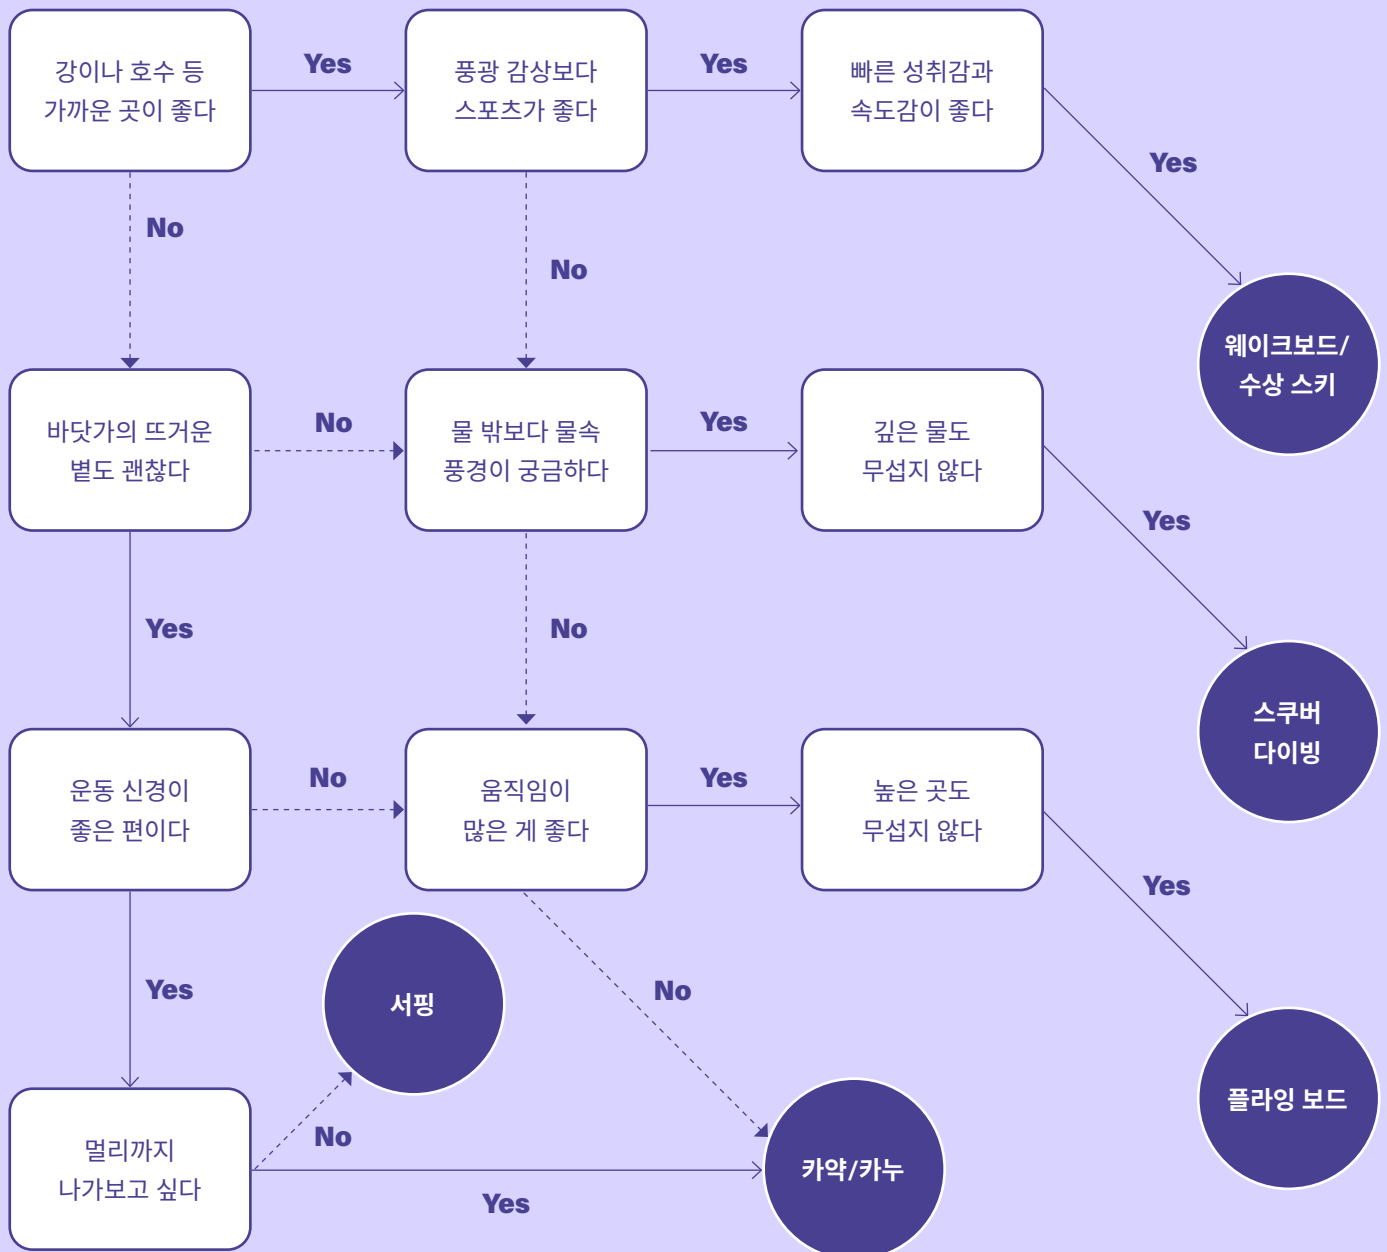 강이나 호수 등
가까운 곳이 좋다
Yes
풍광 감상보다
스포츠가 좋다
Yes
빠른 성취감과
속도감이 좋다
Yes
No
No
웨이크보드/
수상 스키
바닷가의 뜨거운
볕도 괜찮다
No
물 밖보다 물속
풍경이 궁금하다
Yes
깊은 물도
무섭지 않다
Yes
Yes
No
스쿠버
다이빙
운동 신경이
좋은 편이다
No
움직임이
많은 게 좋다
Yes
높은 곳도
무섭지 않다
Yes
Yes
서핑
No
플라잉 보드
멀리까지
나가보고 싶다
No
Yes
카약/카누